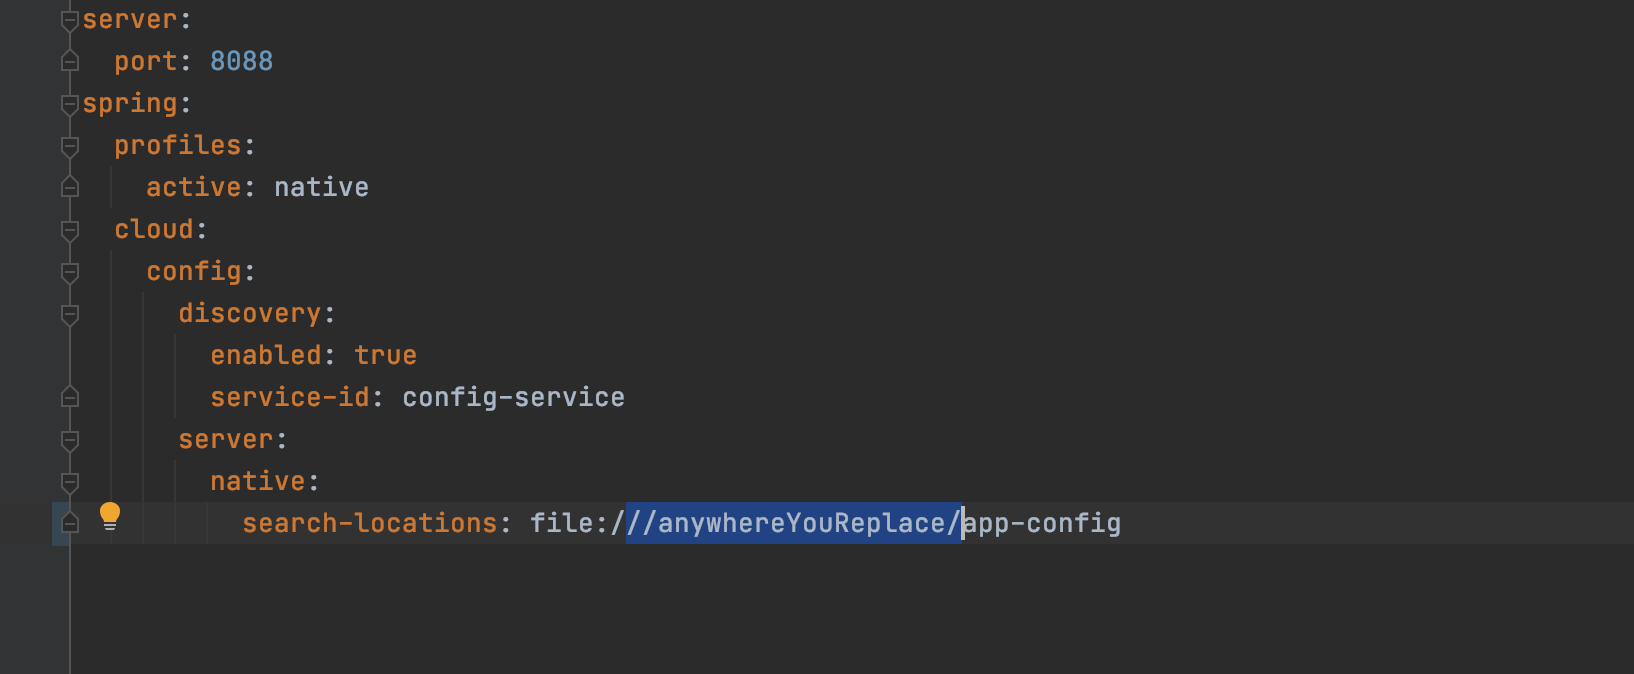 server:
  port: 8088
spring:
  profiles:
    active: native
  cloud:
    config:
      discovery:
        enabled: true
        service-id: config-service
      server:
        native:
          search-locations: file:///anywhereYouReplace/app-config